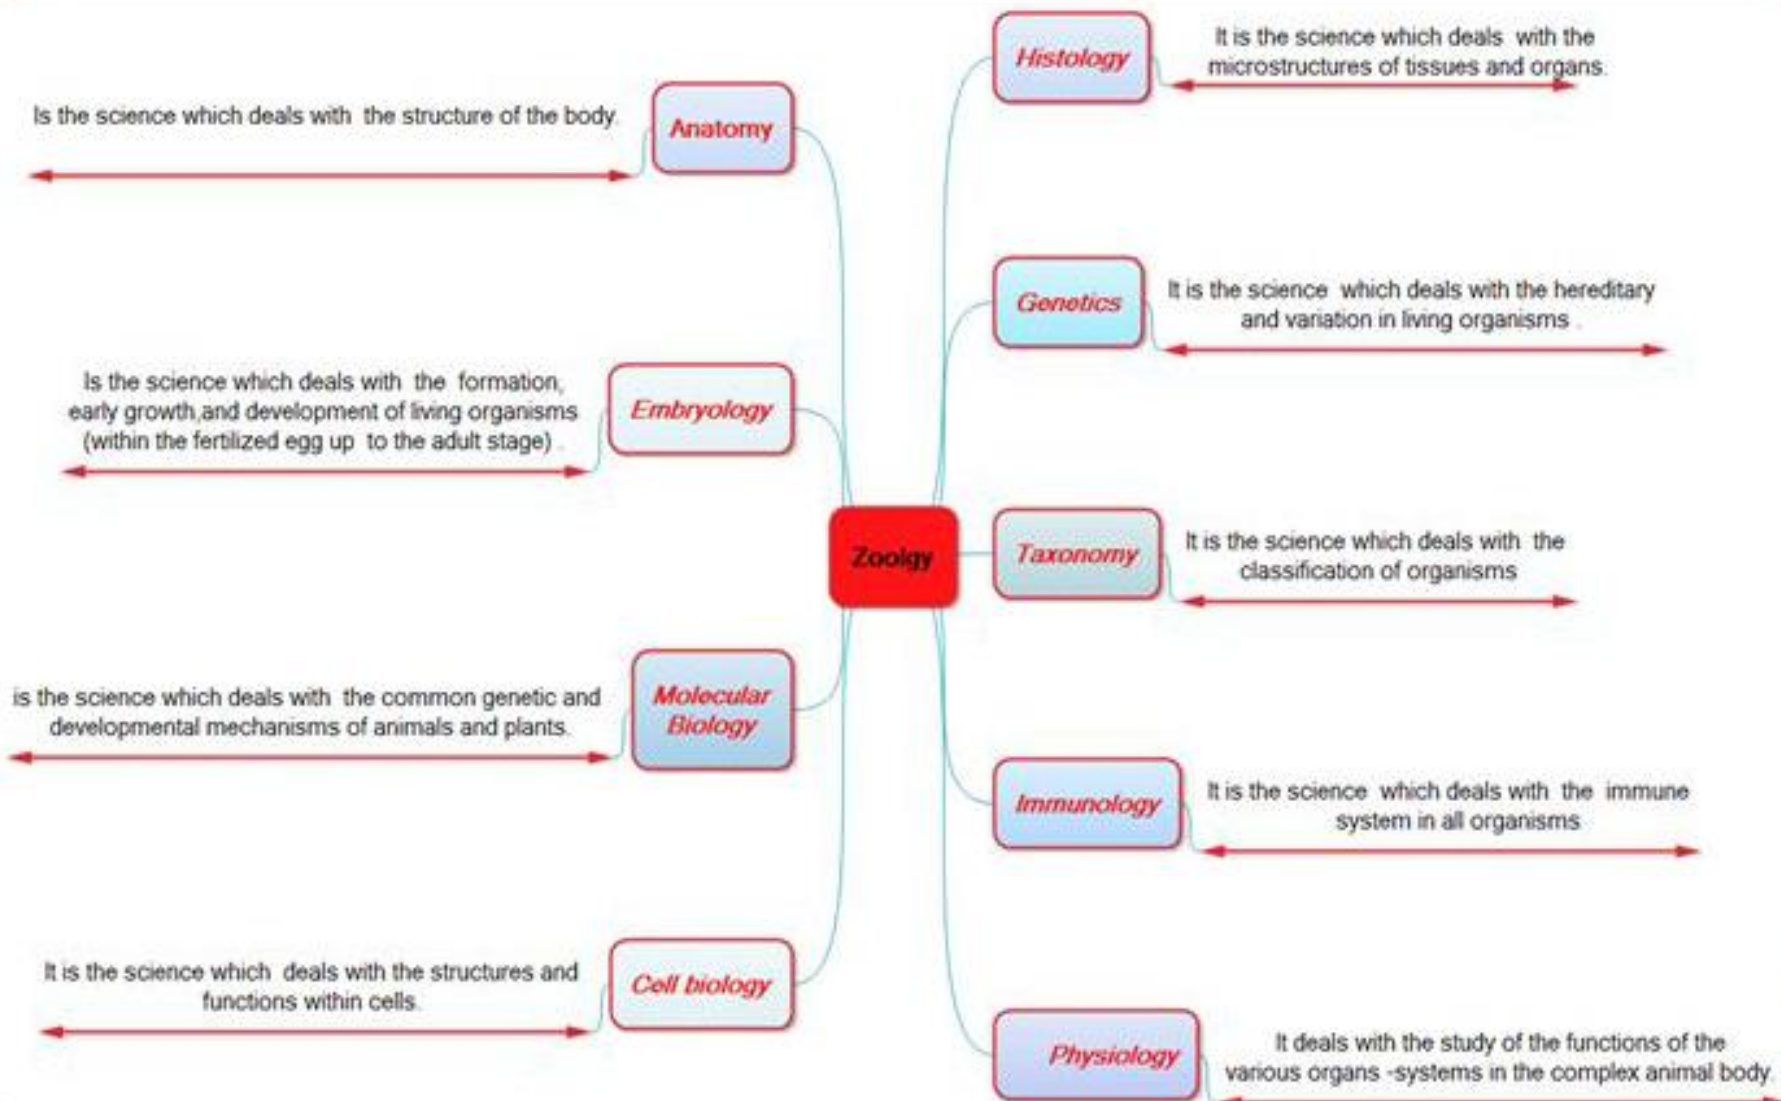 Is the science which deals with the structure of the body.
Anatomy
Is the science which deals with the formation,
early growth,and development of living organisms
(within the fertilized egg up to the adult stage) .
Embryology
is the science which deals with the common genetic and
developmental mechanisms of animals and plants.
Molecular
Biology
It is the science which deals with the structures and
functions within cells.
Cell biology
Zoolgy
Histology
It is the science which deals with the
microstructures of tissues and organs.
Genetics
It is the science which deals with the hereditary
and variation in living organisms .
Taxonomy
It is the science which deals with the
classification of organisms
Immunology
It is the science which deals with the immune
system in all organisms
Physiology
It deals with the study of the functions of the
various organs -systems in the complex animal body.